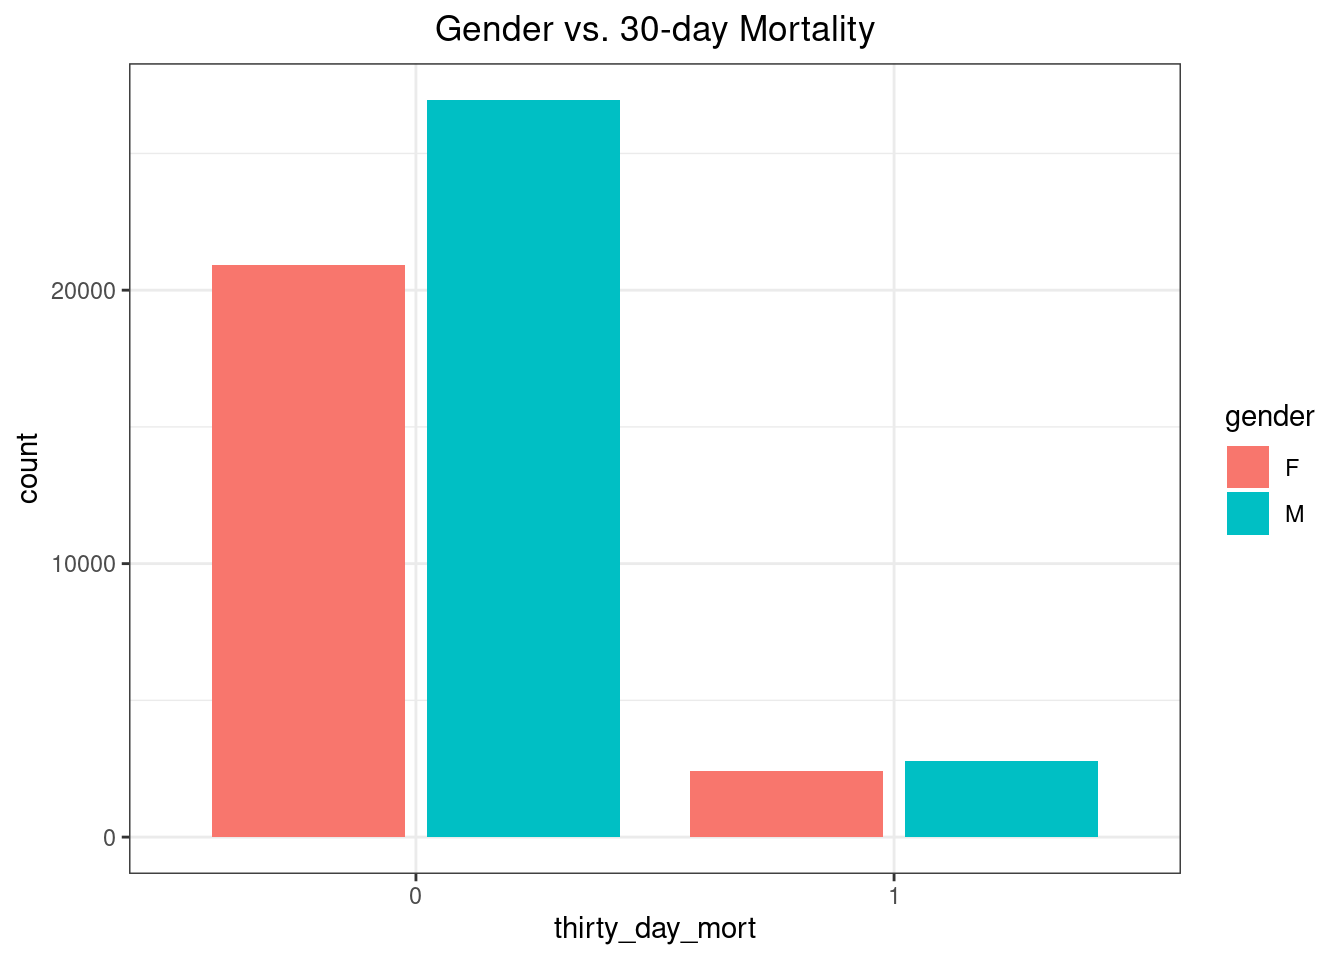 Gender vs. 30-day Mortality
20000
10000
0
count
0
1
thirty_day_mort
gender
F
M